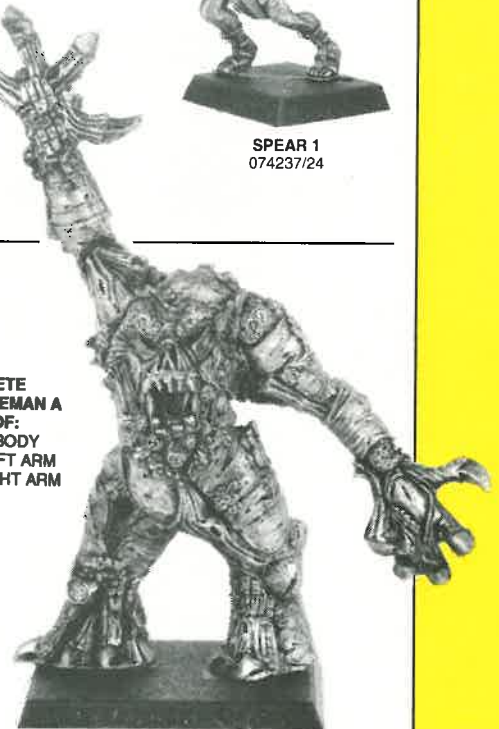 SPEAR 1
074237/24
ETE
EMAN A
OF:
BODY
FT ARM
HT ARM